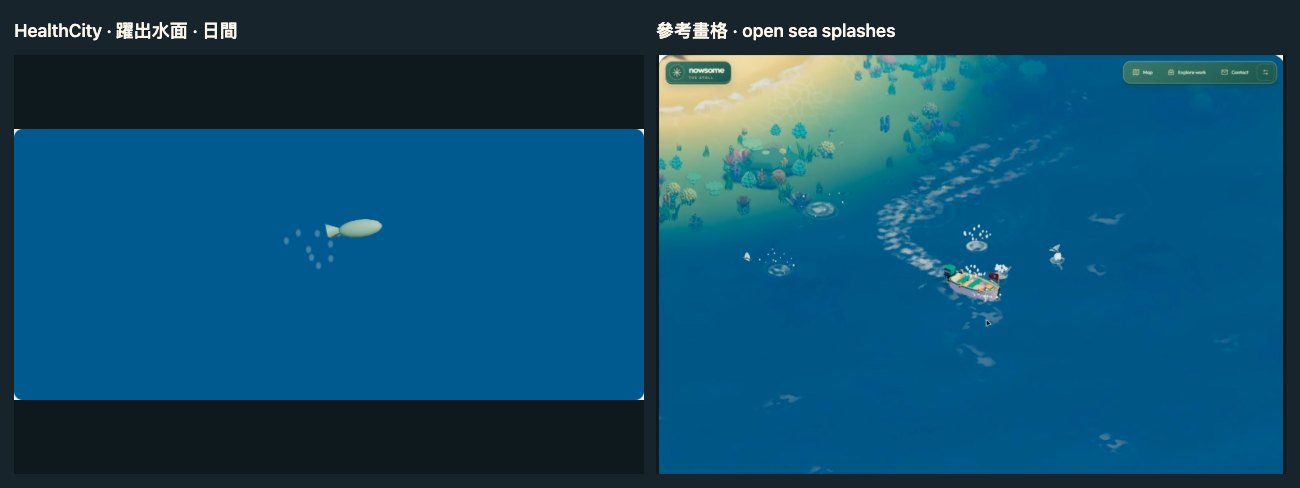 HealthCity · 躍出水面 · 日間
參考畫格 · open sea splashes
nowsome
THE ATOLL
Map
Explore work
Contact